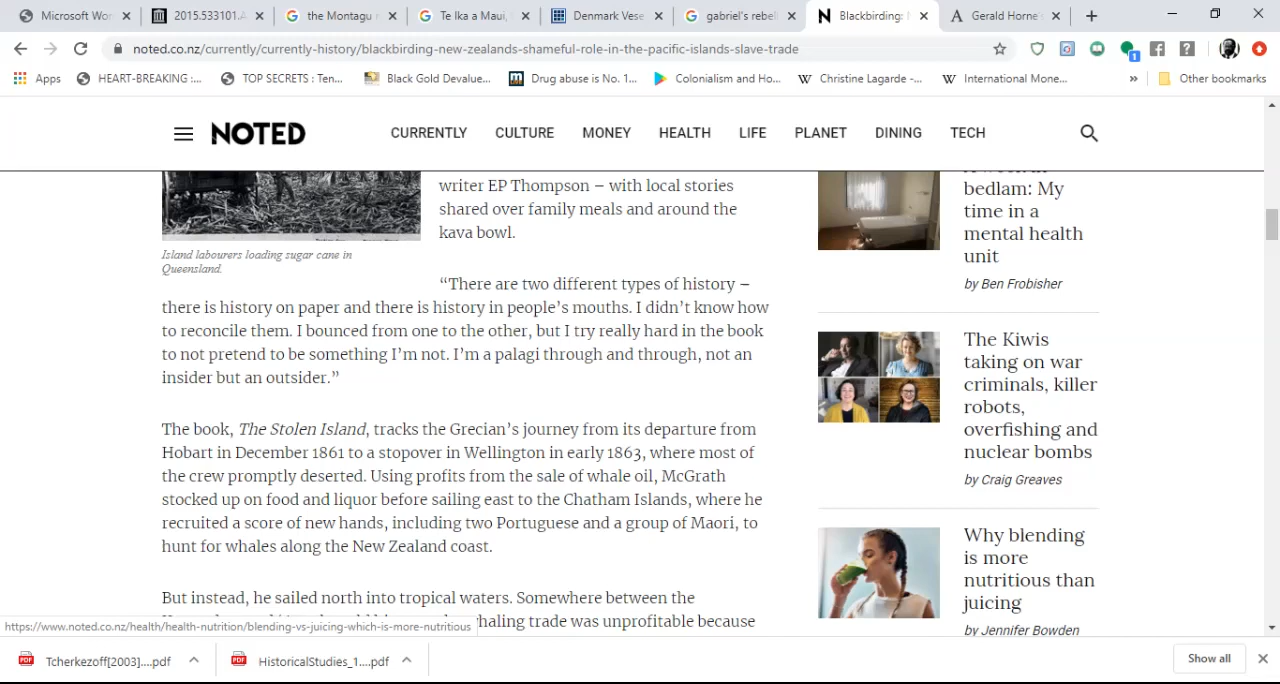 Microsoft Wo
2015.533101.
the Montagu
Te Ika a Maui,
Denmark Vese
gabriel's rebel
Blackbirding:
Gerald Horne'
noted.co.nz/currently/currently-history/blackbirding-new-zealands-shameful-role-in-the-pacific-islands-slave-trade
1
Apps
HEART-BREAKING :...
TOP SECRETS : Ten...
Black Gold Devalue...
Drug abuse is No. 1...
Colonialism and Ho...
Christine Lagarde -...
International Mone...
»
Other bookmarks
NOTED
CURRENTLY
CULTURE
MONEY
HEALTH
LIFE
PLANET
DINING
TECH
writer EP Thompson – with local stories
shared over family meals and around the
kava bowl.
Island labourers loading sugar cane in
Queensland.
“There are two different types of history –
there is history on paper and there is history in people’s mouths. I didn’t know how
to reconcile them. I bounced from one to the other, but I try really hard in the book
to not pretend to be something I’m not. I’m a palagi through and through, not an
insider but an outsider.”
The book, The Stolen Island, tracks the Grecian’s journey from its departure from
Hobart in December 1861 to a stopover in Wellington in early 1863, where most of
the crew promptly deserted. Using profits from the sale of whale oil, McGrath
stocked up on food and liquor before sailing east to the Chatham Islands, where he
recruited a score of new hands, including two Portuguese and a group of Maori, to
hunt for whales along the New Zealand coast.
But instead, he sailed north into tropical waters. Somewhere between the
whaling trade was unprofitable because
bedlam: My
time in a
mental health
unit
by Ben Frobisher
The Kiwis
taking on war
criminals, killer
robots,
overfishing and
nuclear bombs
by Craig Greaves
Why blending
is more
nutritious than
juicing
by Jennifer Bowden
https://www.noted.co.nz/health/health-nutrition/blending-vs-juicing-which-is-more-nutritious
Tcherkezoff[2003]....pdf
HistoricalStudies_1....pdf
Show all